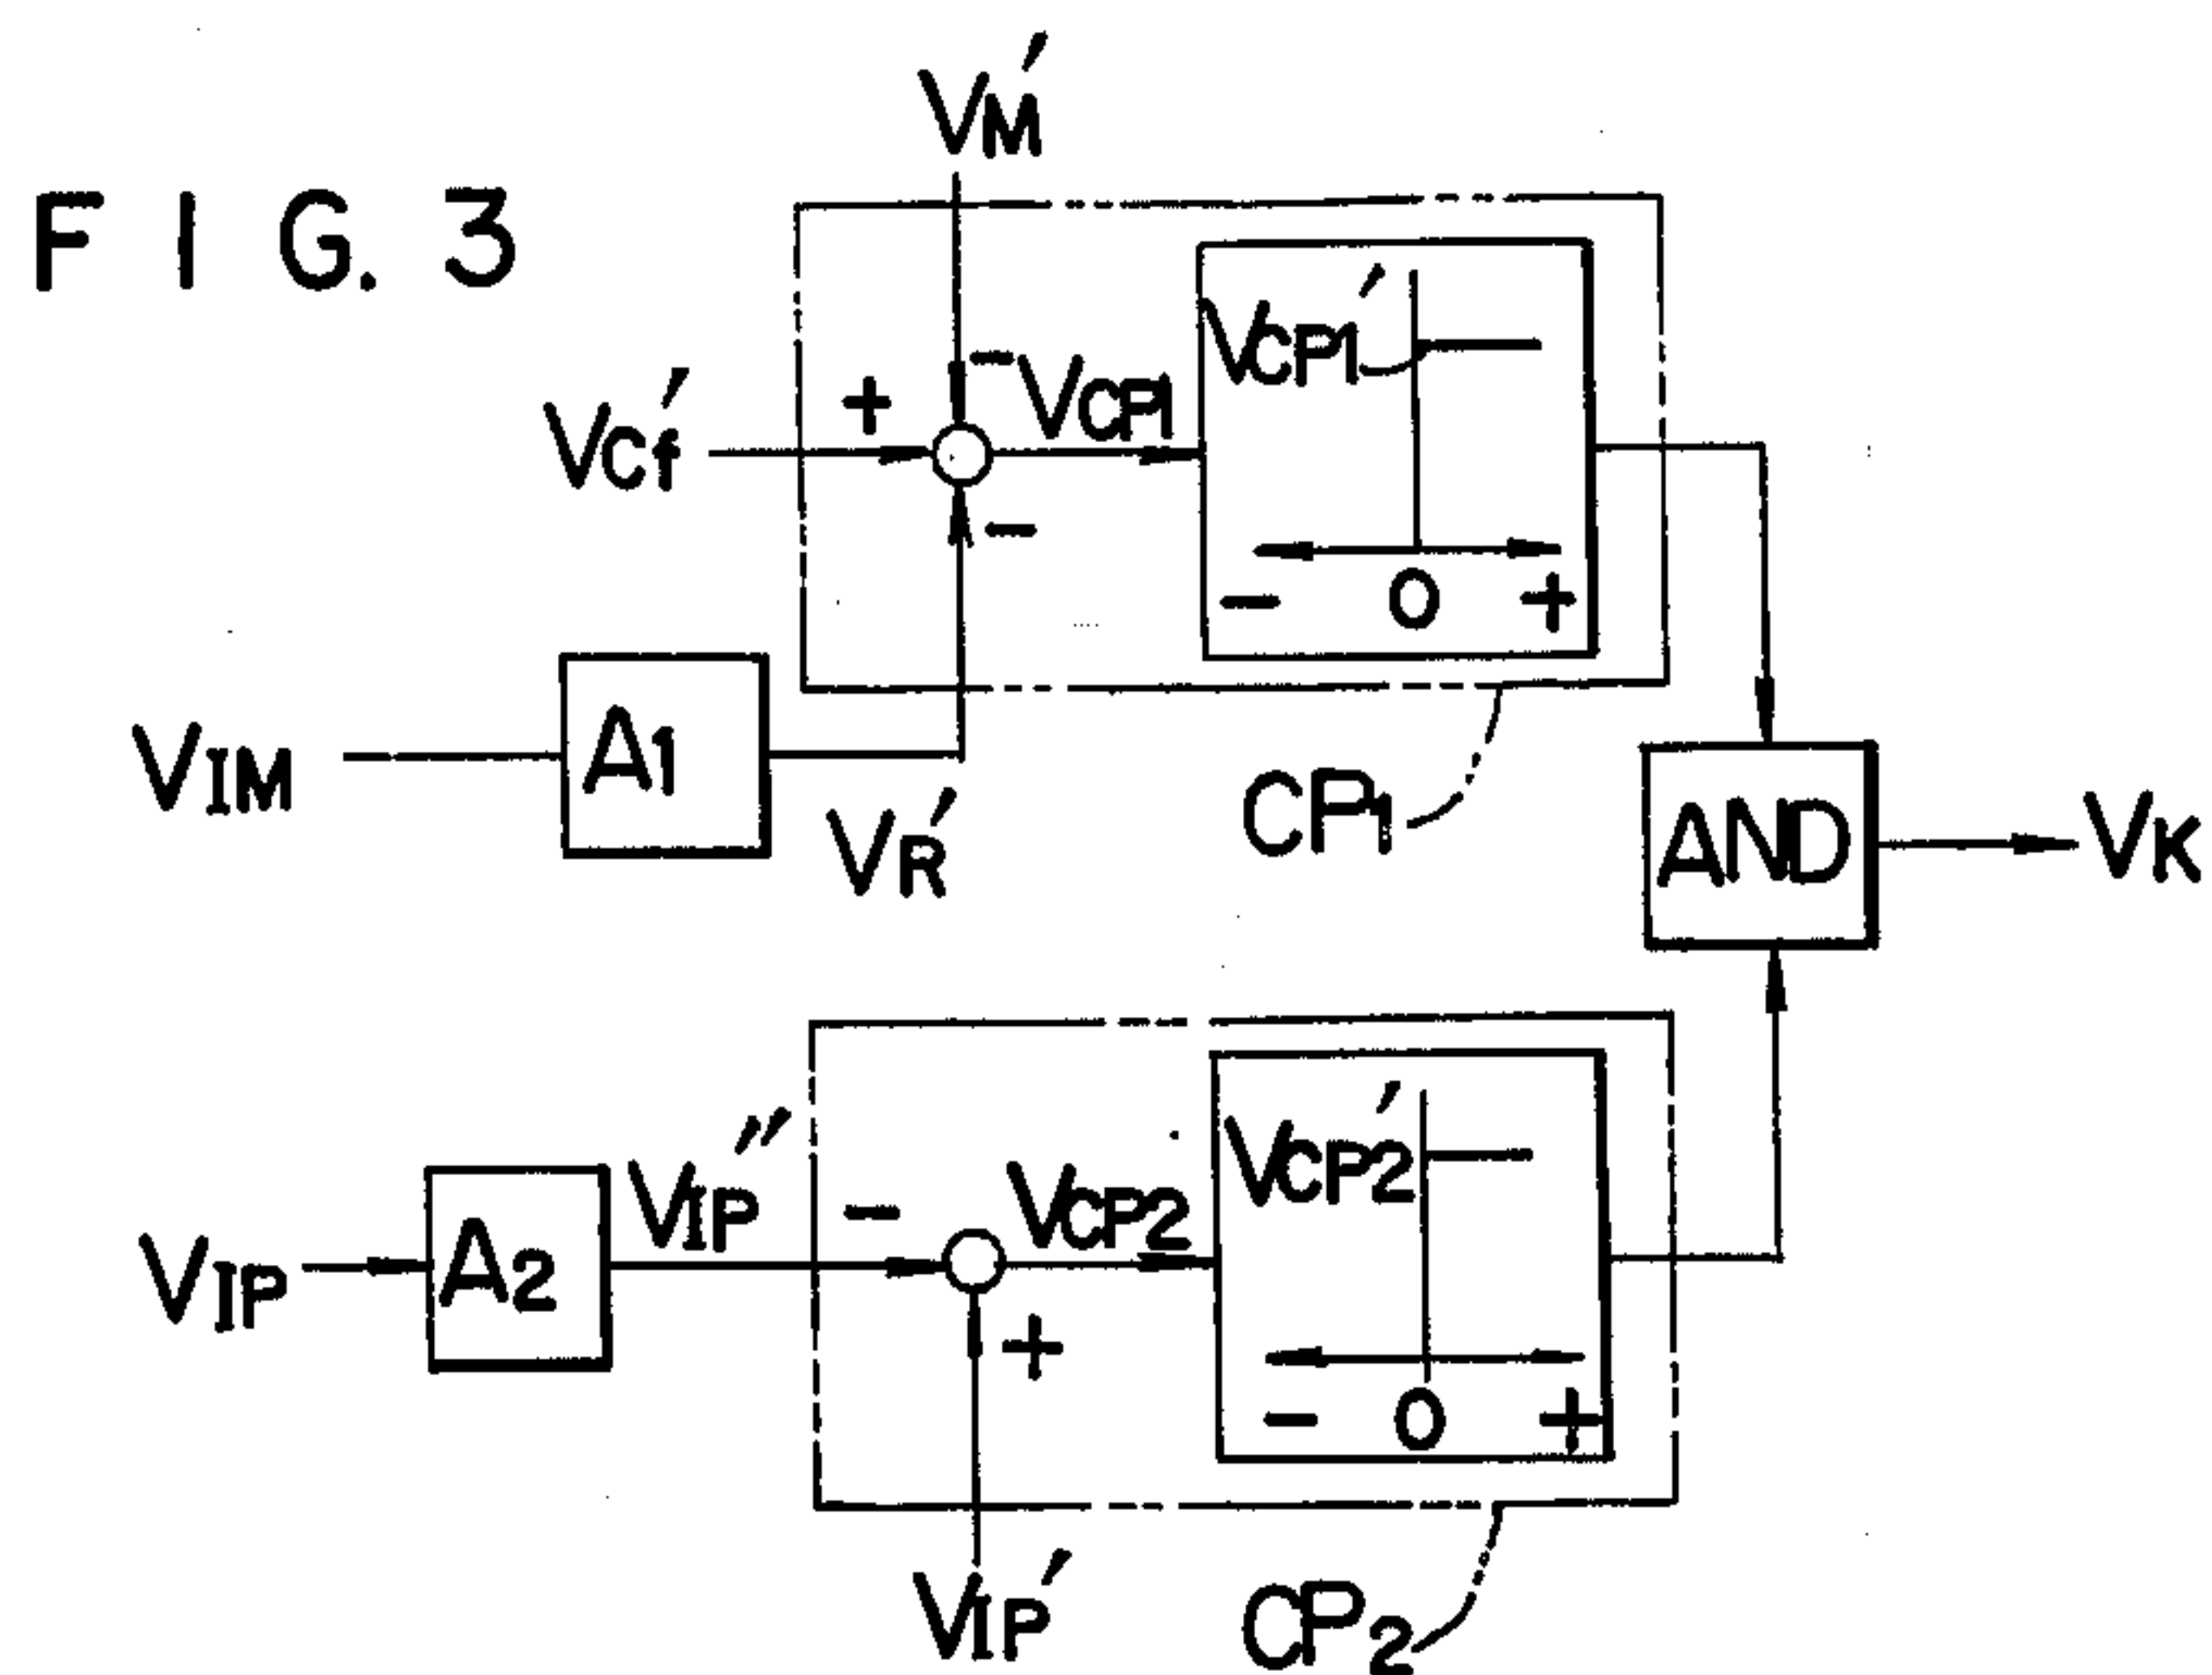 VM'
FIG. 3
VCP1'
-
VCP1
+
VCf'
-
- 0 +
A1
VIM
CP1
VR'
AND
VK
VCP2'
VIP''
-
VCP2
VIP
A2
+
- 0 +
VIP'
CP2